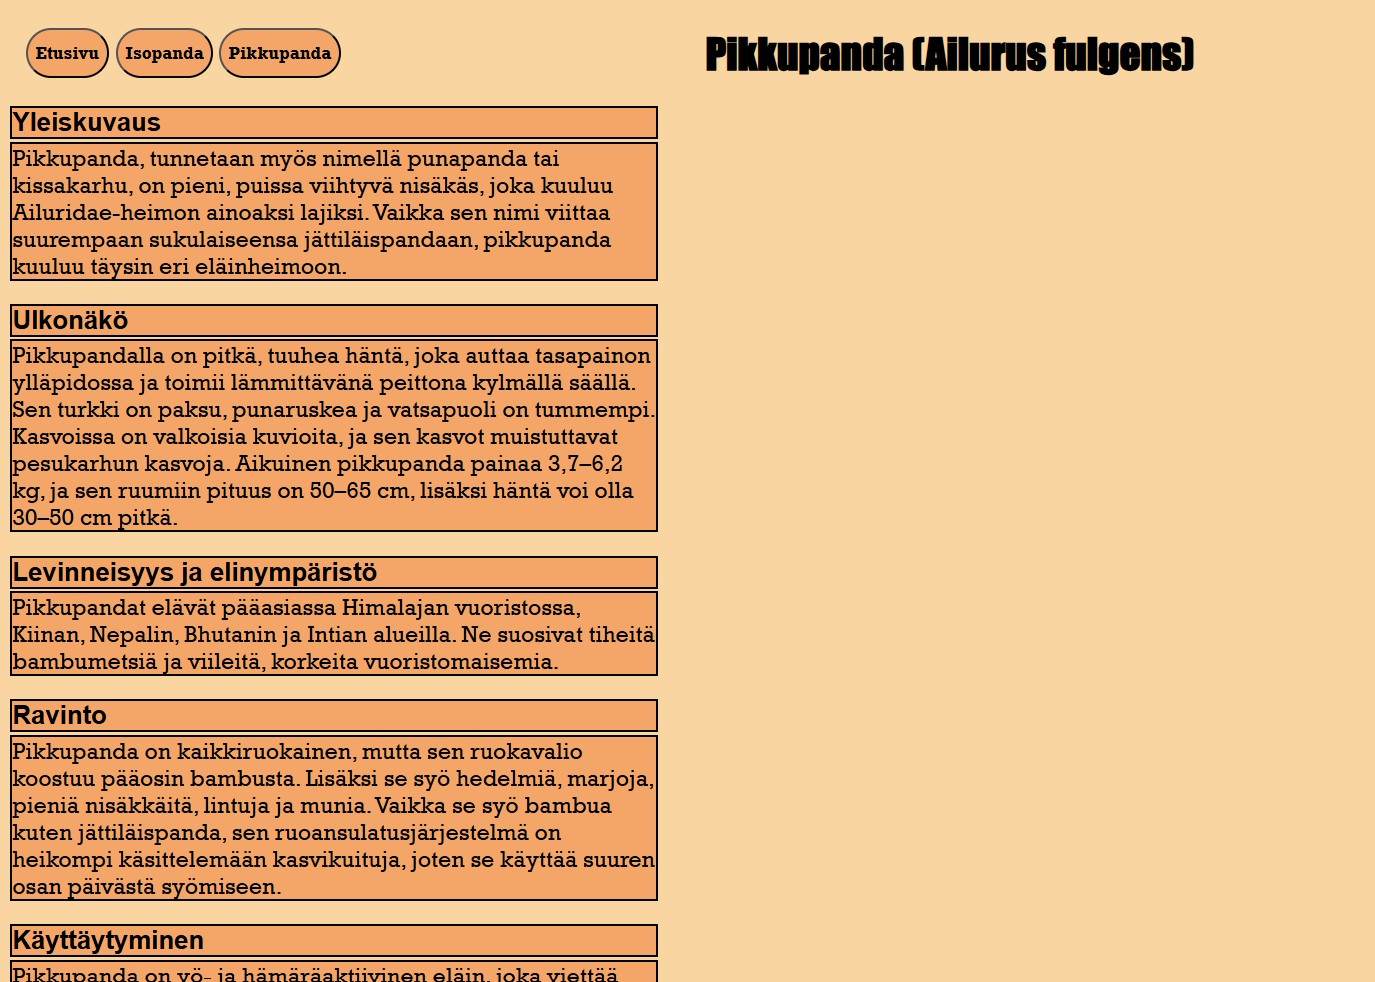 Etusivu Isopanda Pikkupanda
Pikkupanda (Ailurus fulgens)
Yleiskuvaus
Pikkupanda, tunnetaan myös nimellä punapanda tai
kissakarhu, on pieni, puissa viihtyvä nisäkäs, joka kuuluu
Ailuridae-heimon ainoaksi lajiksi. Vaikka sen nimi viittaa
suurempaan sukulaiseensa jättiläispandaan, pikkupanda
kuuluu täysin eri eläinheimoon.
Ulkonäkö
Pikkupandalla on pitkä, tuuhea häntä, joka auttaa tasapainon
ylläpidossa ja toimii lämmittävänä peittona kylmällä säällä.
Sen turkki on paksu, punaruskea ja vatsapuoli on tummempi.
Kasvoissa on valkoisia kuvioita, ja sen kasvot muistuttavat
pesukarhun kasvoja. Aikuinen pikkupanda painaa 3,7–6,2
kg, ja sen ruumiin pituus on 50–65 cm, lisäksi häntä voi olla
30–50 cm pitkä.
Levinneisyys ja elinympäristö
Pikkupandat elävät pääasiassa Himalajan vuoristossa,
Kiinan, Nepalin, Bhutanin ja Intian alueilla. Ne suosivat tiheitä
bambumetsiä ja viileitä, korkeita vuoristomaisemia.
Ravinto
Pikkupanda on kaikkiruokainen, mutta sen ruokavalio
koostuu pääosin bambusta. Lisäksi se syö hedelmiä, marjoja,
pieniä nisäkkäitä, lintuja ja munia. Vaikka se syö bambua
kuten jättiläispanda, sen ruoansulatusjärjestelmä on
heikompi käsittelemään kasvikuituja, joten se käyttää suuren
osan päivästä syömiseen.
Käyttäytyminen
Pikkupanda on yö- ja hämäräaktiivinen eläin, joka viettää